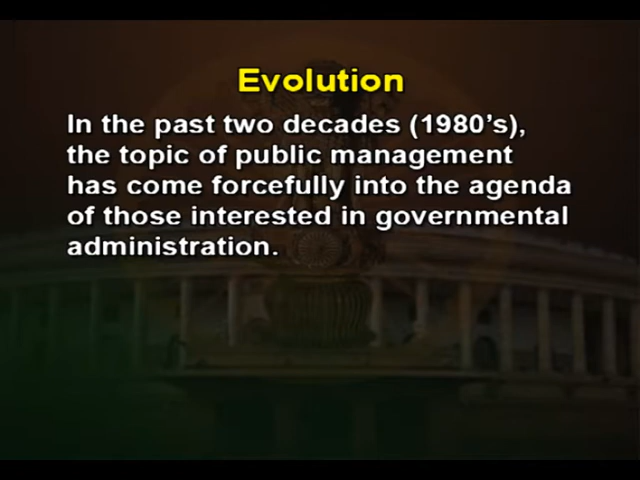 Evolution
In the past two decades (1980's),
the topic of public management
has come forcefully into the agenda
of those interested in governmental
administration.